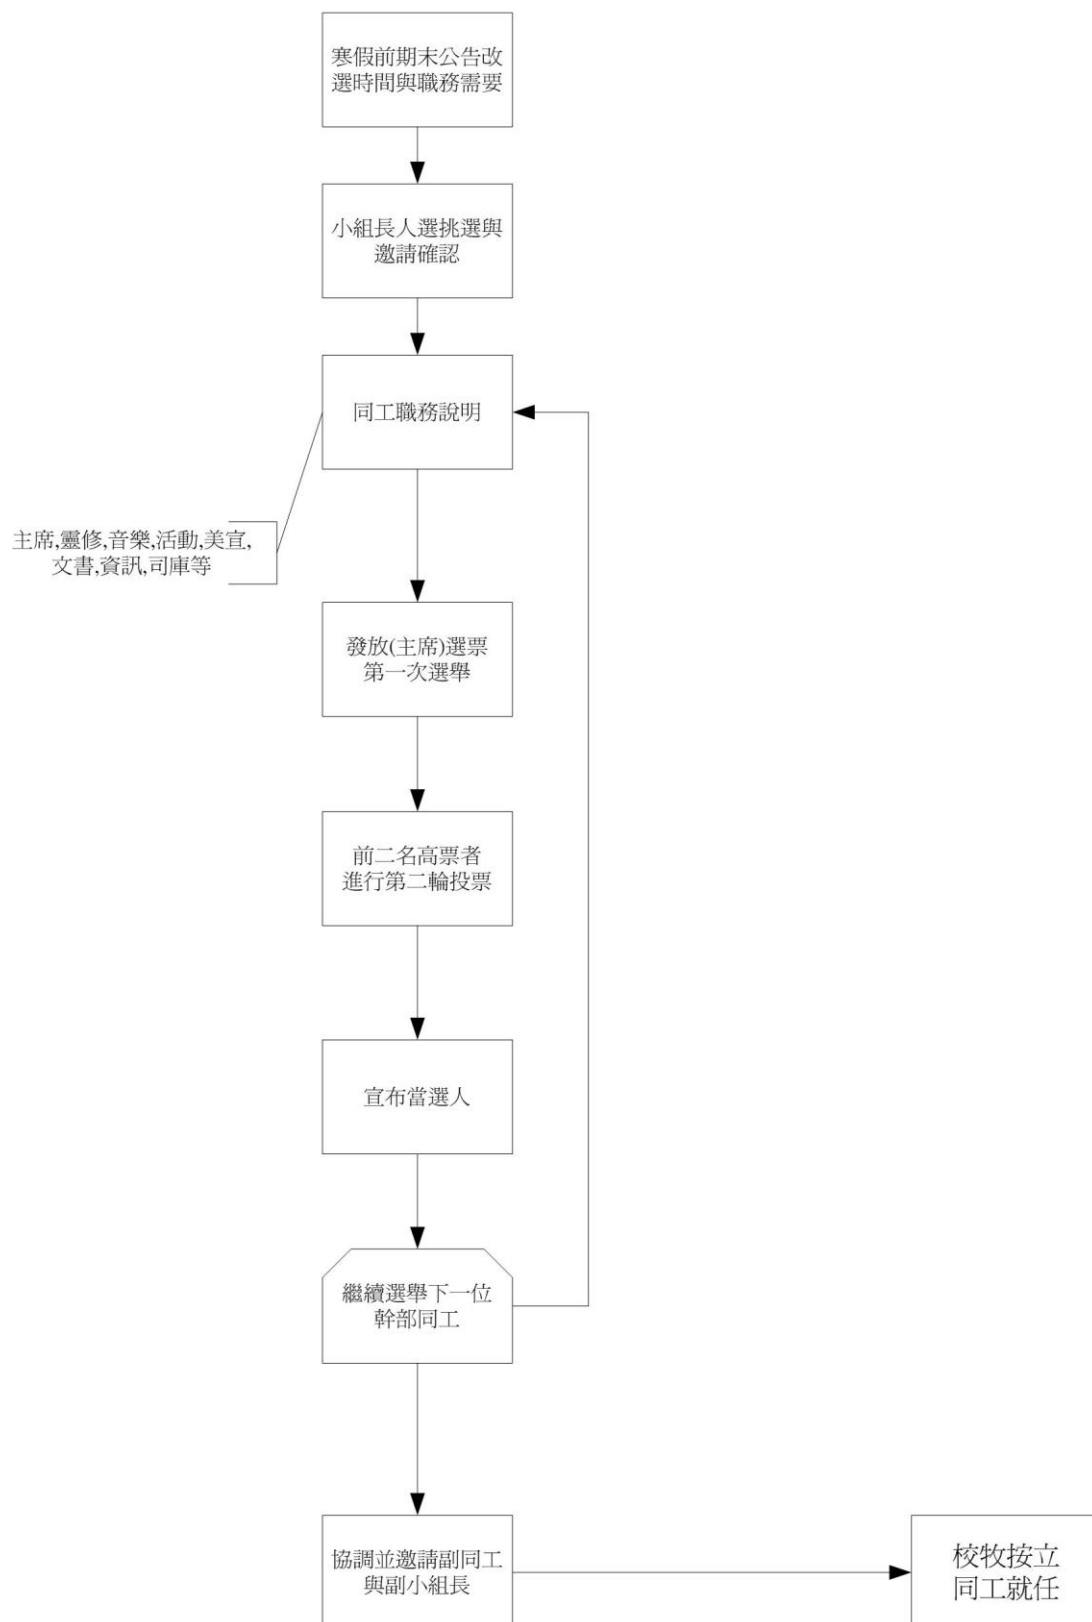 寒假前期末公告改
選時間與職務需要
小組長人選挑選與
邀請確認
同工職務說明
主席,靈修,音樂,活動,美宣,
文書,資訊,司庫等
發放(主席)選票
第一次選舉
前二名高票者
進行第二輪投票
宣布當選人
繼續選舉下一位
幹部同工
協調並邀請副同工
與副小組長
校牧按立
同工就任